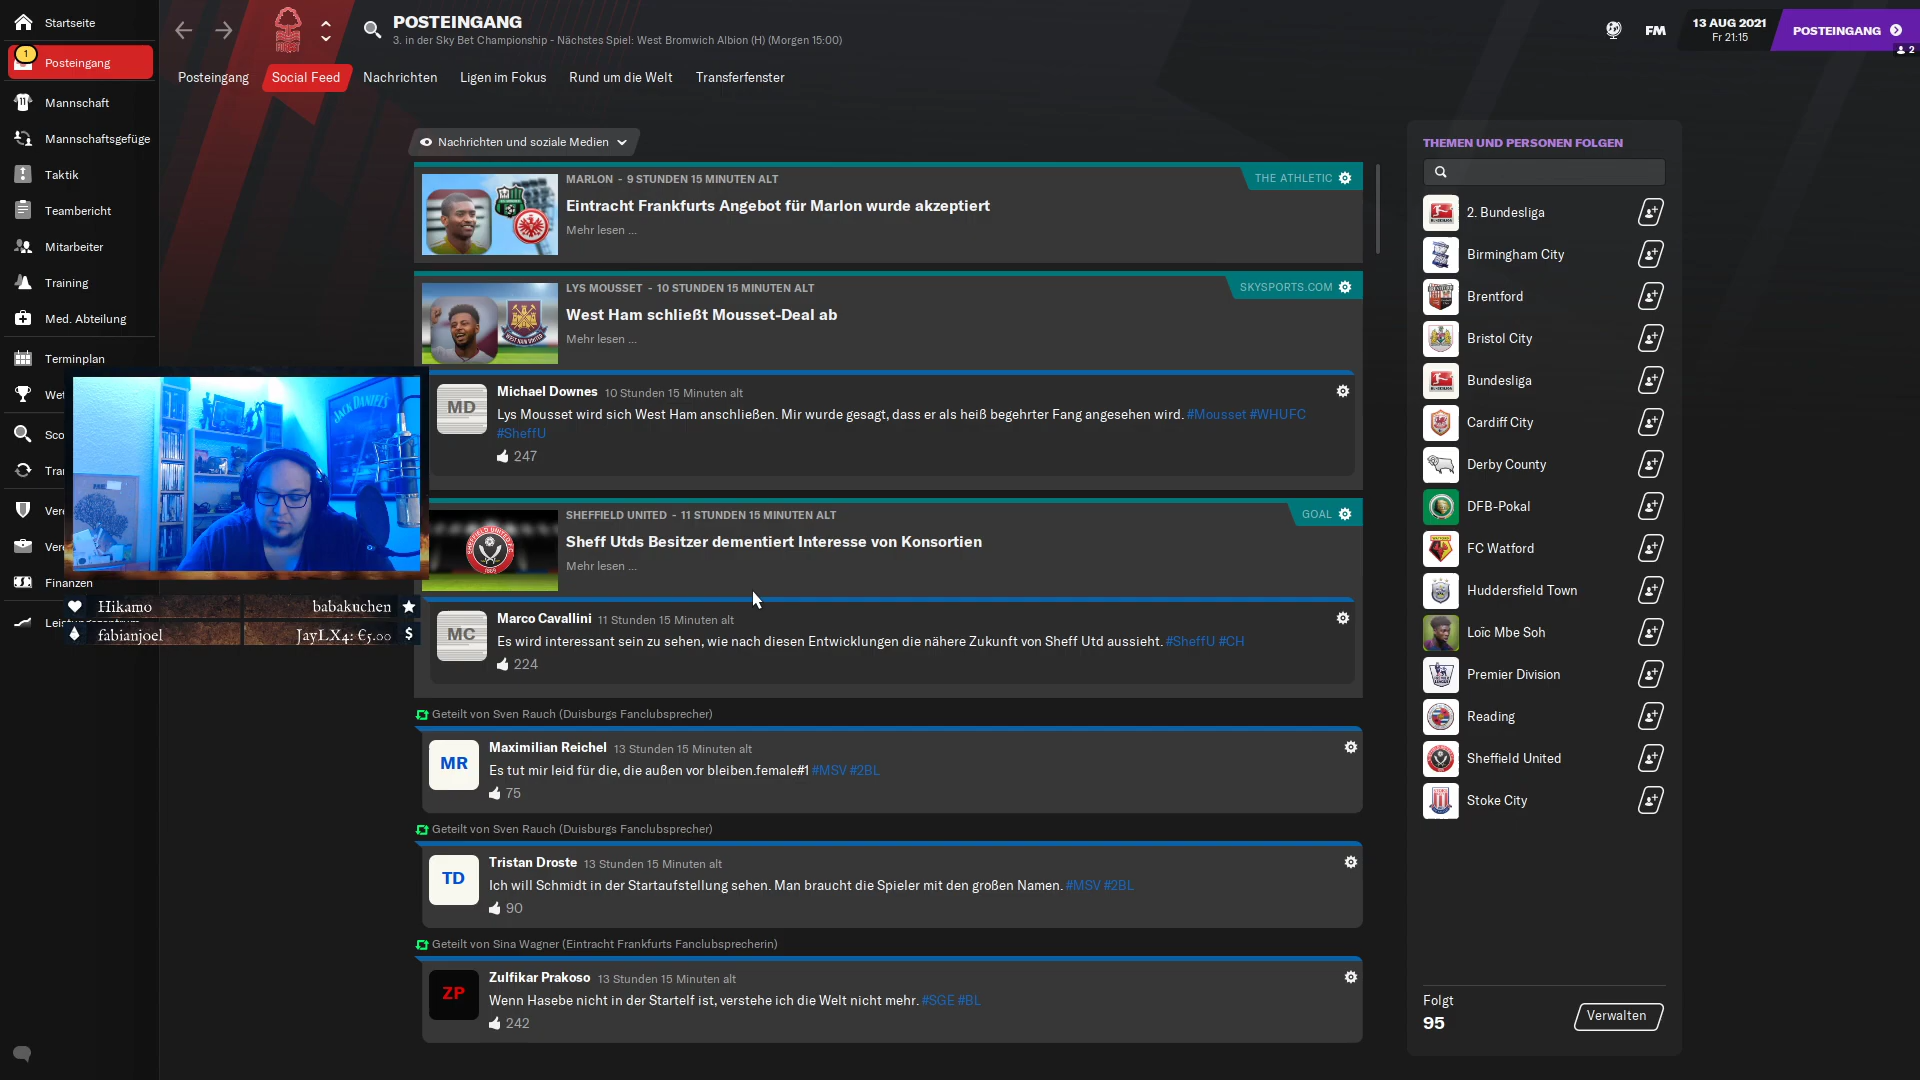 Startseite
1
Posteingang
Mannschaft
Mannschaftsgefüge
Taktik
Teambericht
Mitarbeiter
Training
Med. Abteilung
Terminplan
Wet
Sco
Tra
Ver
Ver
Finanzen
Leistungszentrum
POSTEINGANG
3. in der Sky Bet Championship - Nächstes Spiel: West Bromwich Albion (H) (Morgen 15:00)
FM
13 AUG 2021
Fr 21:15
POSTEINGANG
2
Posteingang Social Feed Nachrichten Ligen im Fokus Rund um die Welt Transferfenster
Nachrichten und soziale Medien
MARLON - 9 STUNDEN 15 MINUTEN ALT
THE ATHLETIC
Eintracht Frankfurts Angebot für Marlon wurde akzeptiert
Mehr lesen ...
LYS MOUSSET - 10 STUNDEN 15 MINUTEN ALT
SKYSPORTS.COM
West Ham schließt Mousset-Deal ab
Mehr lesen ...
MD
Michael Downes 10 Stunden 15 Minuten alt
Lys Mousset wird sich West Ham anschließen. Mir wurde gesagt, dass er als heiß begehrter Fang angesehen wird. #Mousset #WHUFC
#SheffU
247
SHEFFIELD UNITED - 11 STUNDEN 15 MINUTEN ALT
GOAL
Sheff Utds Besitzer dementiert Interesse von Konsortien
Mehr lesen ...
MC
Marco Cavallini 11 Stunden 15 Minuten alt
Es wird interessant sein zu sehen, wie nach diesen Entwicklungen die nähere Zukunft von Sheff Utd aussieht. #SheffU #CH
224
Geteilt von Sven Rauch (Duisburgs Fanclubsprecher)
MR
Maximilian Reichel 13 Stunden 15 Minuten alt
Es tut mir leid für die, die außen vor bleiben.female#1 #MSV #2BL
75
Geteilt von Sven Rauch (Duisburgs Fanclubsprecher)
TD
Tristan Droste 13 Stunden 15 Minuten alt
Ich will Schmidt in der Startaufstellung sehen. Man braucht die Spieler mit den großen Namen. #MSV #2BL
90
Geteilt von Sina Wagner (Eintracht Frankfurts Fanclubsprecherin)
ZP
Zulfikar Prakoso 13 Stunden 15 Minuten alt
Wenn Hasebe nicht in der Startelf ist, verstehe ich die Welt nicht mehr. #SGE #BL
242
JACK DANIEL'S
Hikamo
babakuchen
fabianjoel
JayLX4: €5.00 $
THEMEN UND PERSONEN FOLGEN
2. Bundesliga
Birmingham City
Brentford
Bristol City
Bundesliga
Cardiff City
Derby County
DFB-Pokal
FC Watford
Huddersfield Town
Loïc Mbe Soh
Premier Division
Reading
Sheffield United
Stoke City
Folgt
95
Verwalten